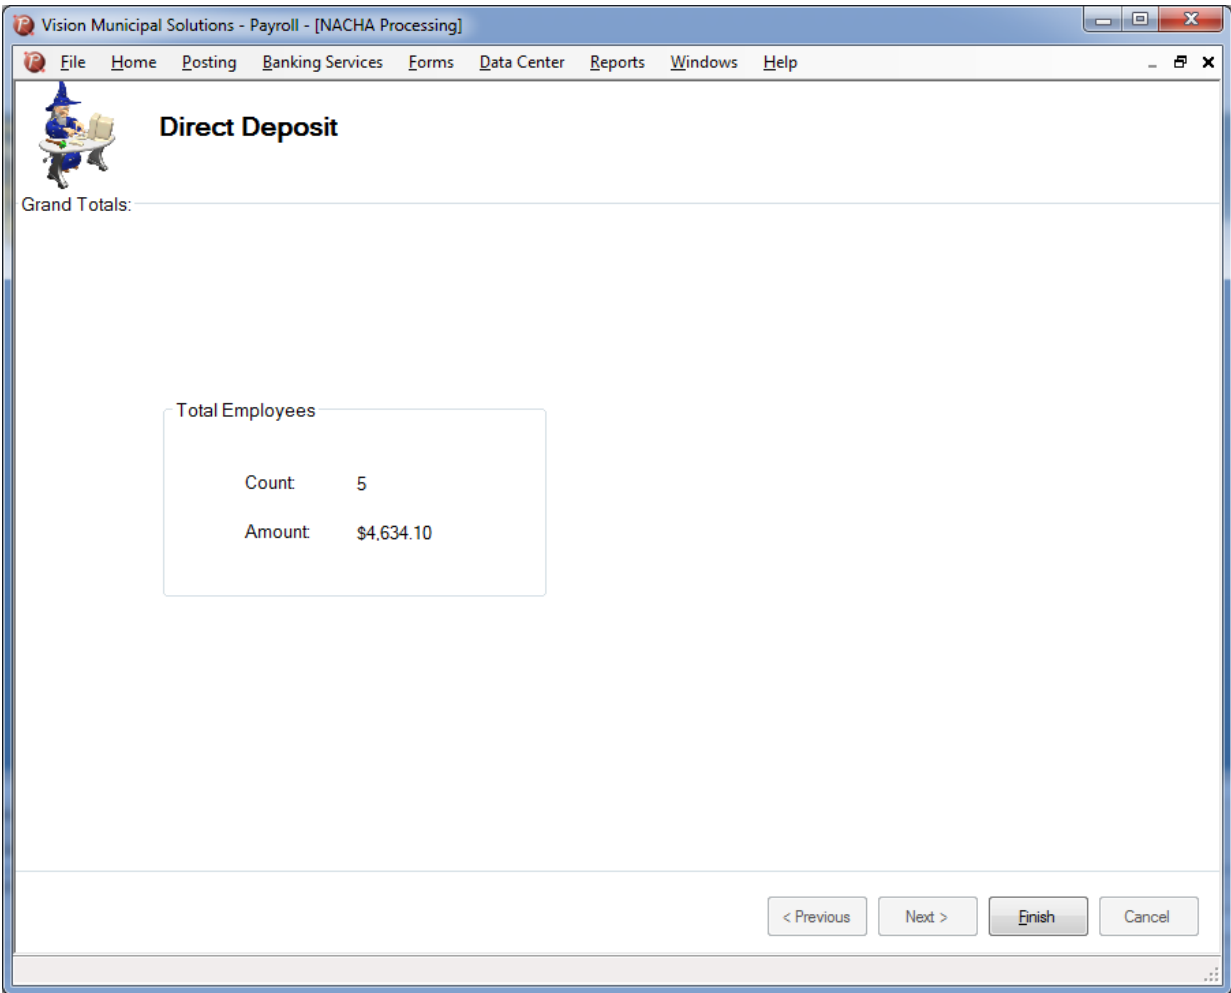 Vision Municipal Solutions - Payroll - [NACHA Processing]
File Home Posting Banking Services Forms Data Center Reports Windows Help
Direct Deposit
Grand Totals:
Total Employees
Count: 5
Amount: $4,634.10
< Previous Next > Finish Cancel